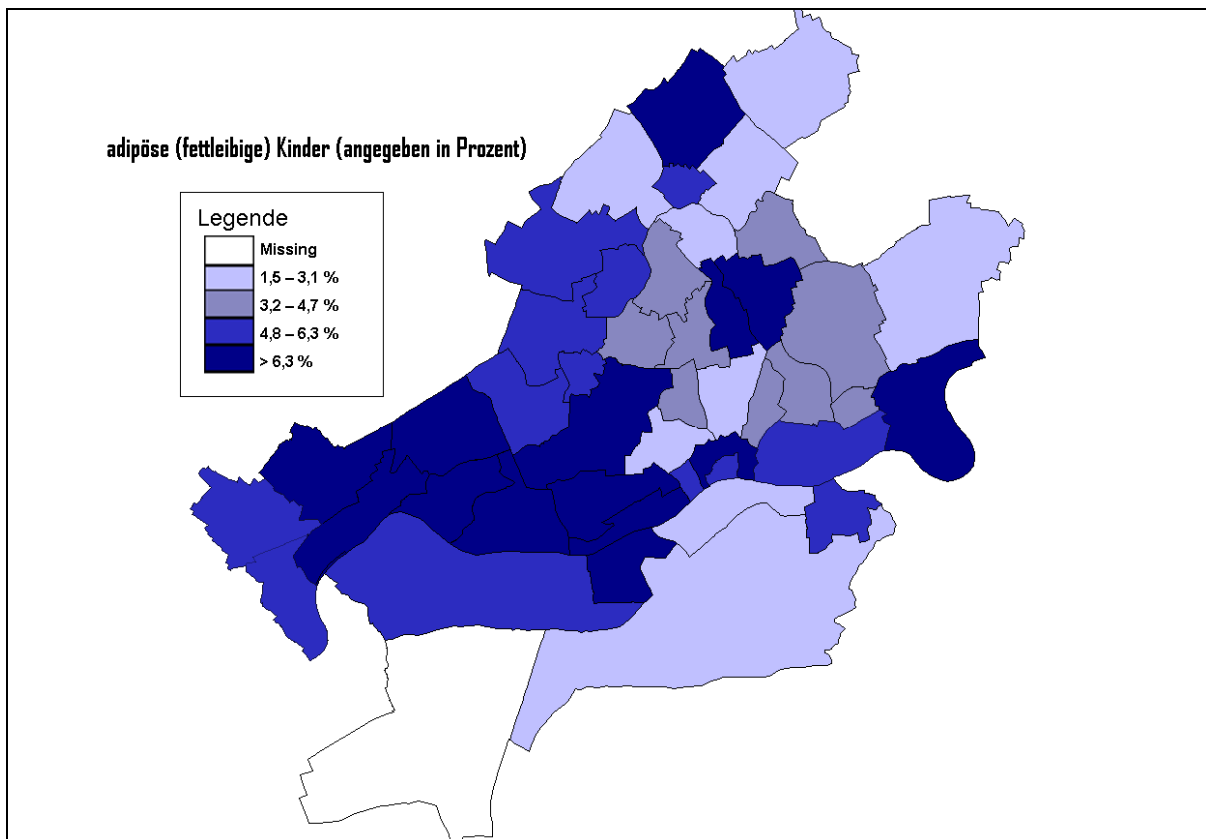 adipöse (fettleibige) Kinder (angegeben in Prozent)
Legende
Missing
1,5 – 3,1 %
3,2 – 4,7 %
4,8 – 6,3 %
> 6,3 %